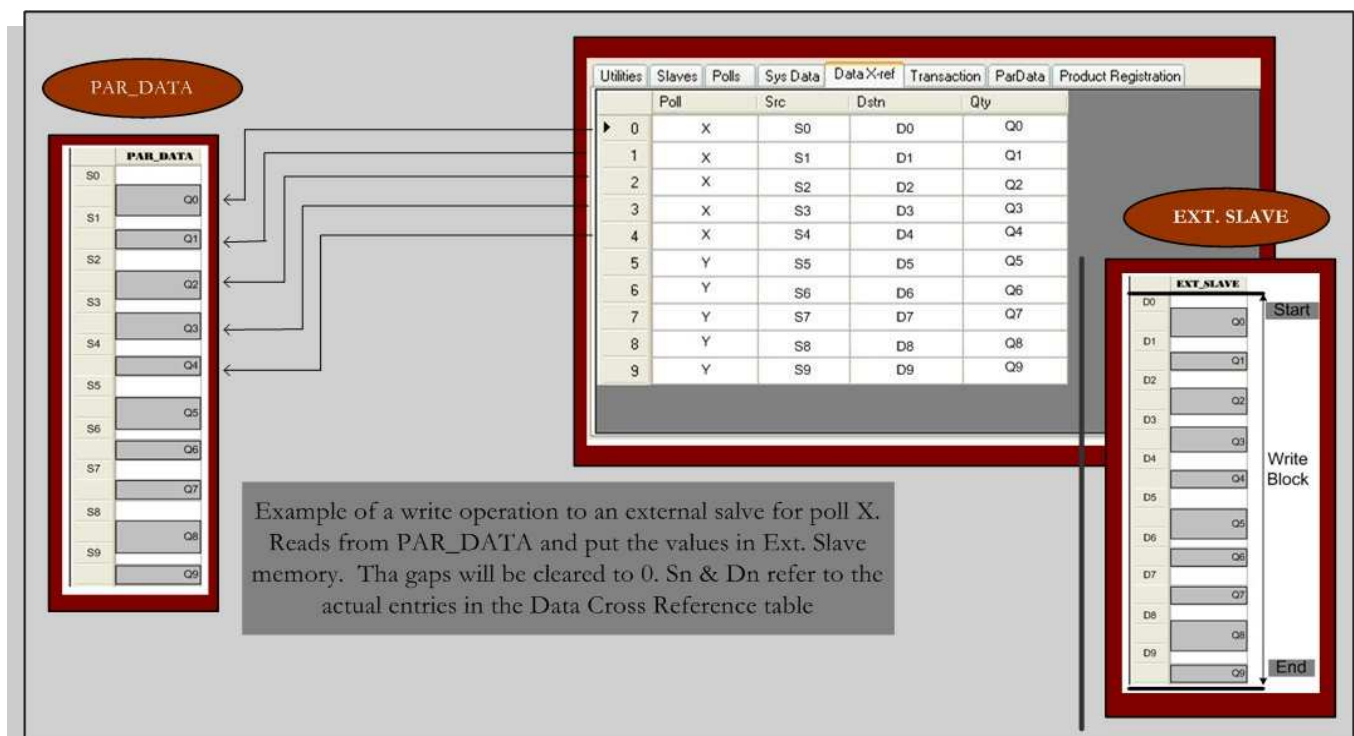 PAR_DATA
PAR_DATA
S0
Q0
S1
Q1
S2
Q2
S3
Q3
S4
Q4
S5
Q5
S6
Q6
S7
Q7
S8
Q8
S9
Q9
Utilities Slaves Polls Sys Data Data X-ref Transaction ParData Product Registration
Poll Src Dstn Qty
0 X S0 D0 Q0
1 X S1 D1 Q1
2 X S2 D2 Q2
3 X S3 D3 Q3
4 X S4 D4 Q4
5 Y S5 D5 Q5
6 Y S6 D6 Q6
7 Y S7 D7 Q7
8 Y S8 D8 Q8
9 Y S9 D9 Q9
Example of a write operation to an external salve for poll X.
Reads from PAR_DATA and put the values in Ext. Slave
memory. Tha gaps will be cleared to 0. Sn & Dn refer to the
actual entries in the Data Cross Reference table
EXT. SLAVE
EXT_SLAVE
D0
Start
Q0
D1
Q1
D2
Q2
D3
Q3
D4
Write
Block
Q4
D5
Q5
D6
Q6
D7
Q7
D8
Q8
D9
End
Q9